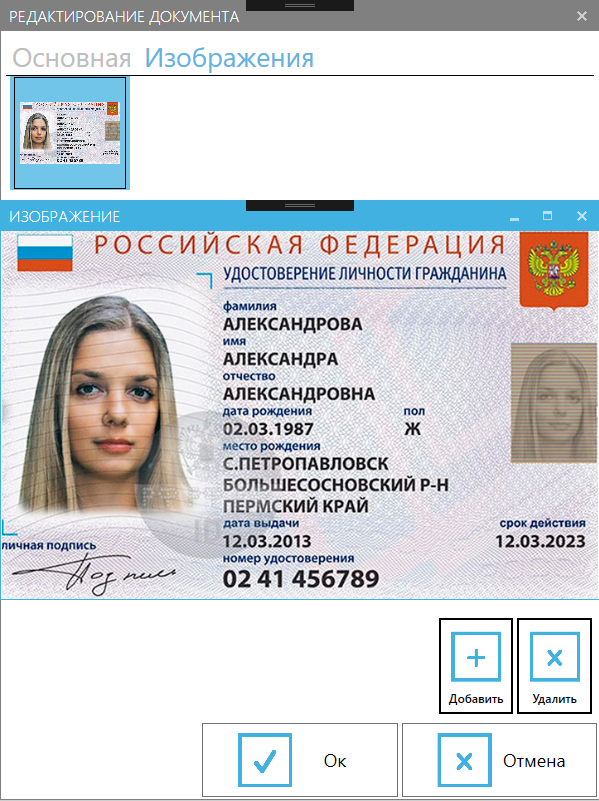 РЕДАКТИРОВАНИЕ ДОКУМЕНТА
Основная Изображения
ИЗОБРАЖЕНИЕ
РОССИЙСКАЯ ФЕДЕРАЦИЯ
УДОСТОВЕРЕНИЕ ЛИЧНОСТИ ГРАЖДАНИНА
фамилия
АЛЕКСАНДРОВА
имя
АЛЕКСАНДРА
отчество
АЛЕКСАНДРОВНА
дата рождения пол
02.03.1987 Ж
место рождения
С.ПЕТРОПАВЛОВСК
БОЛЬШЕСОСНОВСКИЙ Р-Н
ПЕРМСКИЙ КРАЙ
дата выдачи срок действия
12.03.2013 12.03.2023
личная подпись
Подпись
номер удостоверения
02 41 456789
Добавить Удалить
Ок Отмена